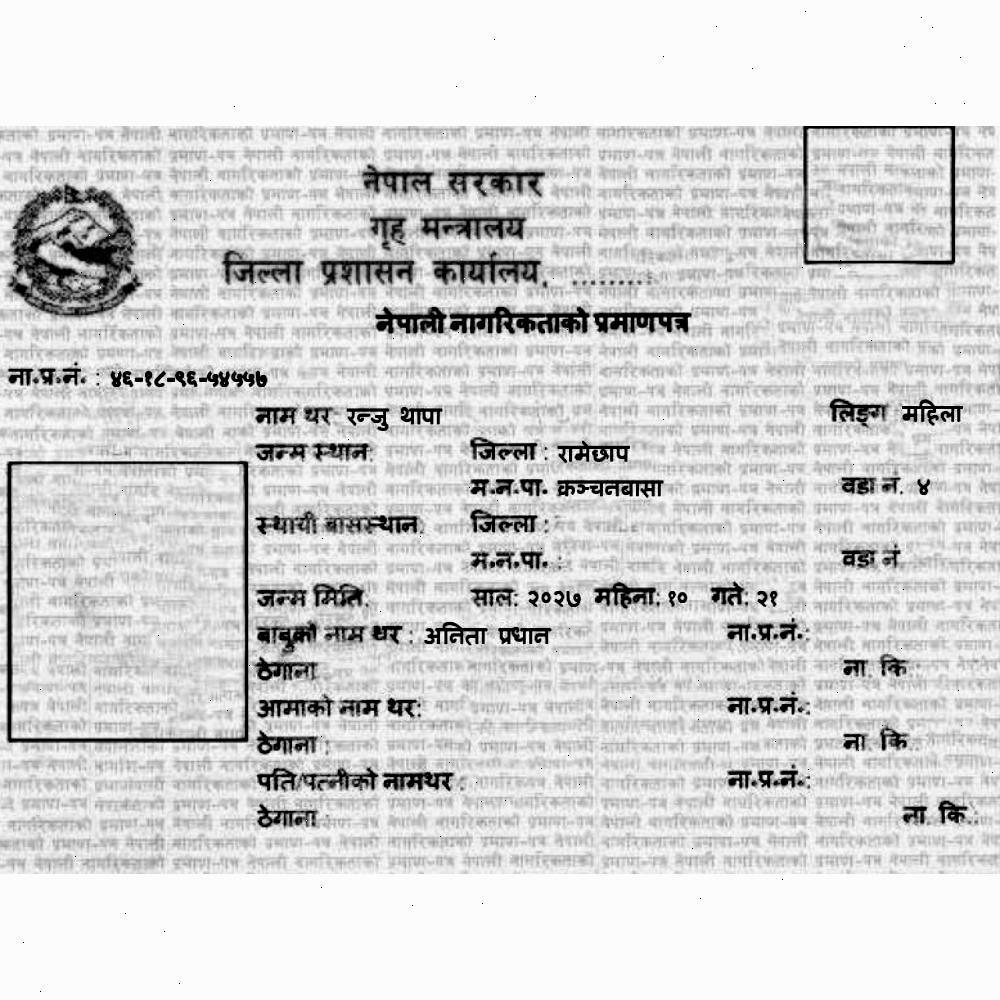 नेपाल सरकार
गृह मन्त्रालय
जिल्ला प्रशासन कार्यालय, .........
नेपाली नागरिकताको प्रमाणपत्र
ना.प्र.नं. : ४६-१८-९६-५४५५७
नाम थर: रन्जु थापा लिङ्ग महिला
जन्म स्थान: जिल्ला : रामेछाप
म.न.पा. क्रञ्चनबासा वडा नं. ४
स्थायी बासस्थान: जिल्ला :
म.न.पा. : वडा नं
जन्म मिति: साल: २०२७ महिना: १० गते: २१
बाबुको नाम थर : अनिता प्रधान ना.प्र.नं.:
ठेगाना ना. कि.:
आमाको नाम थर: ना.प्र.नं.:
ठेगाना : ना. कि.
पति/पत्नीको नामथर : ना.प्र.नं.:
ठेगाना : ना. कि.: